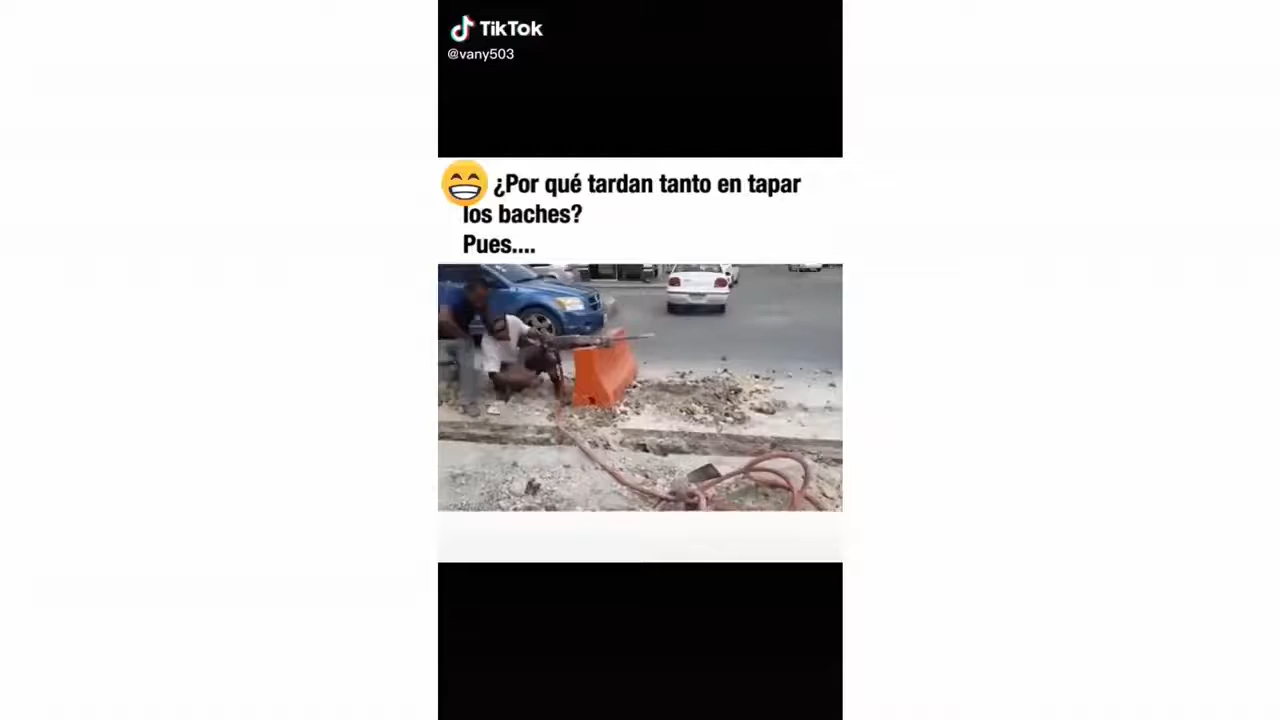 TikTok
@vany503
¿Por qué tardan tanto en tapar
los baches?
Pues....